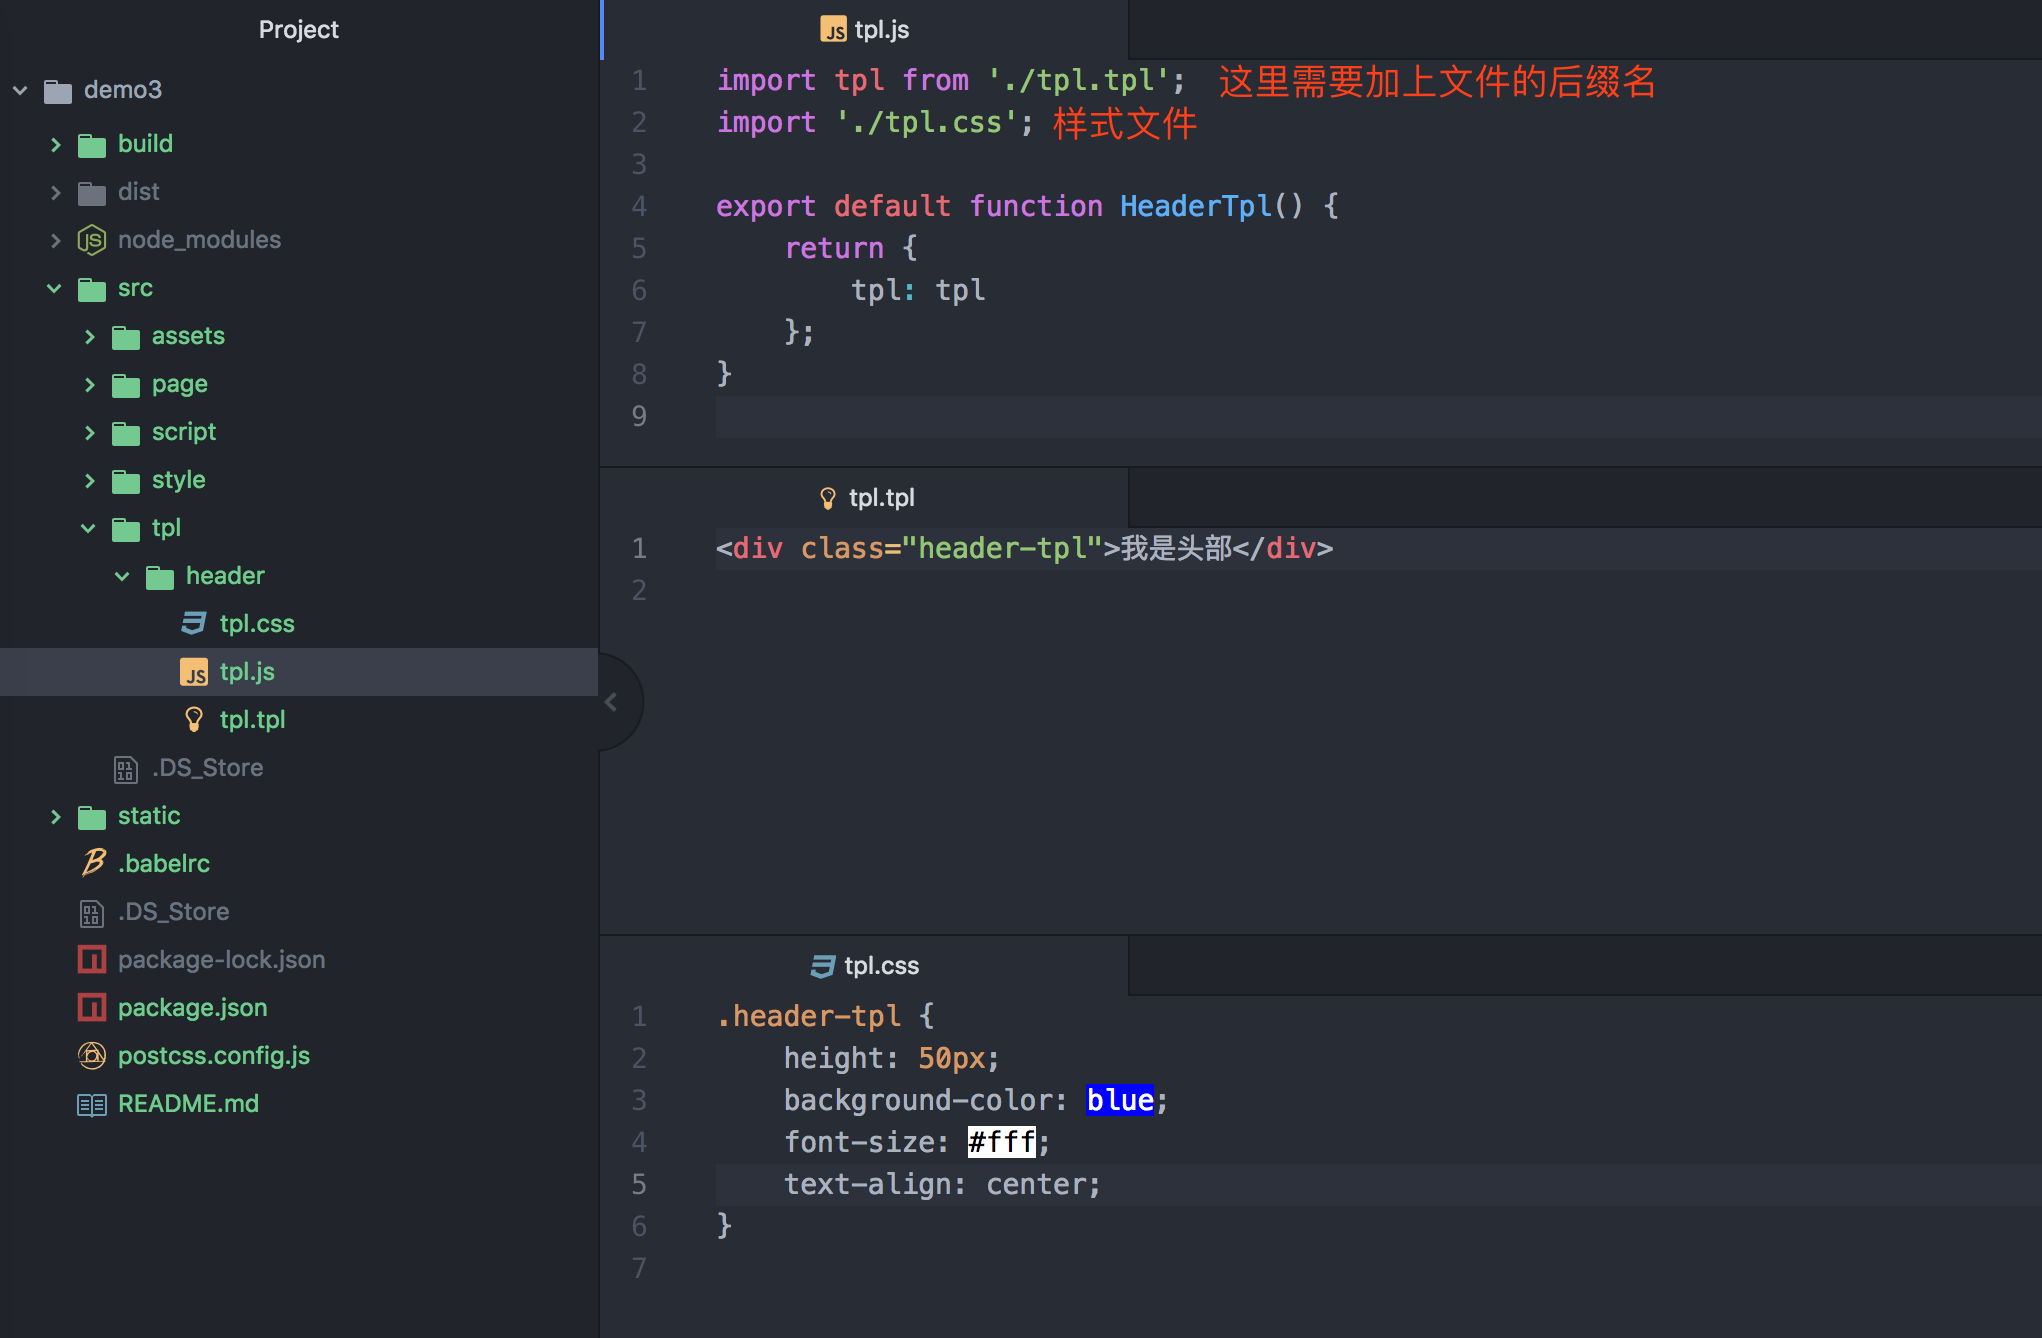 Project
demo3
build
dist
node_modules
src
assets
page
script
style
tpl
header
tpl.css
tpl.js
tpl.tpl
.DS_Store
static
.babelrc
.DS_Store
package-lock.json
package.json
postcss.config.js
README.md
tpl.js
1 import tpl from './tpl.tpl'; 这里需要加上文件的后缀名
2 import './tpl.css'; 样式文件
3
4 export default function HeaderTpl() {
5 return {
6 tpl: tpl
7 };
8 }
9
tpl.tpl
1 <div class="header-tpl">我是头部</div>
2
tpl.css
1 .header-tpl {
2 height: 50px;
3 background-color: blue;
4 font-size: #fff;
5 text-align: center;
6 }
7